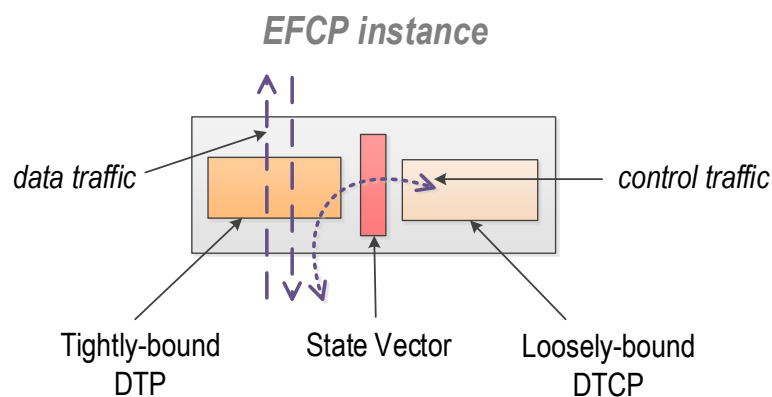 EFCP instance
data traffic
control traffic
Tightly-bound
DTP
State Vector
Loosely-bound
DTCP